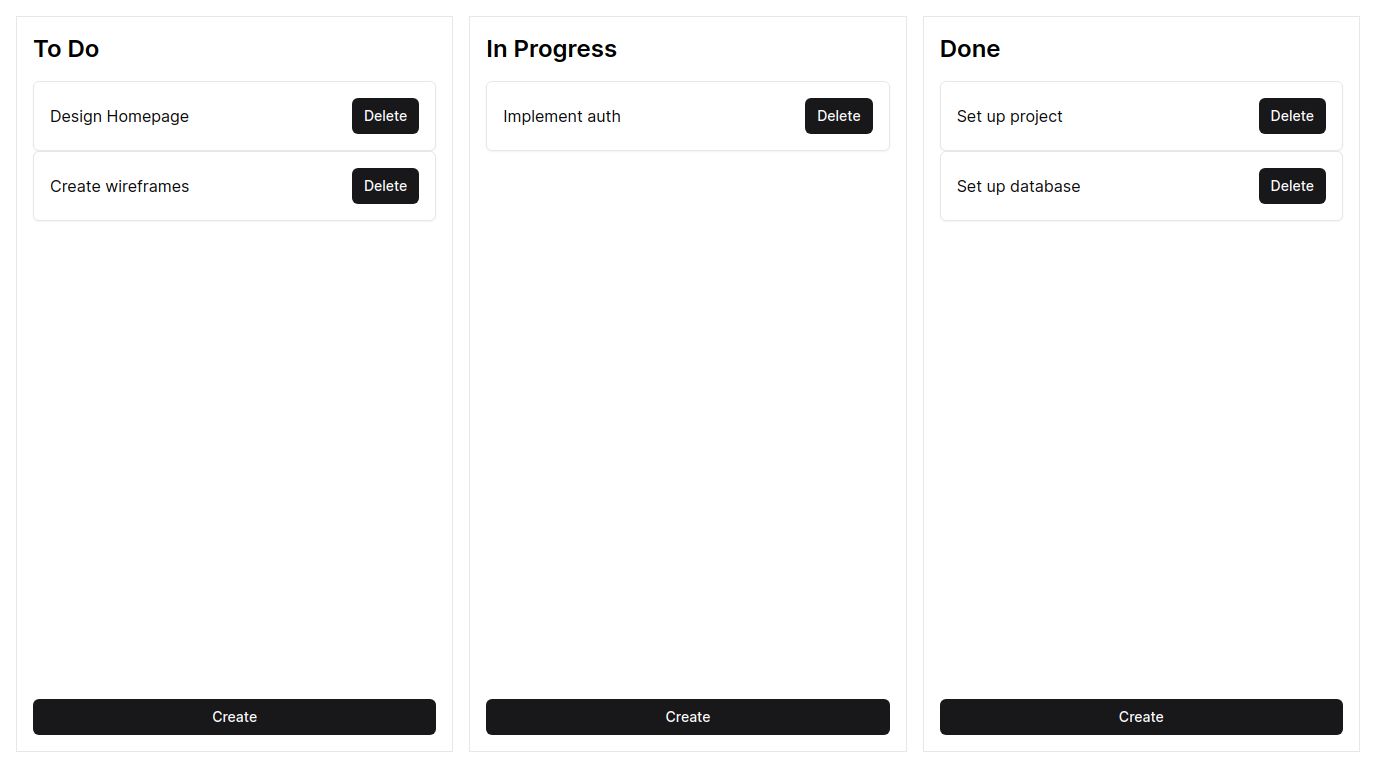 To Do
Design Homepage
Delete
Create wireframes
Delete
Create
In Progress
Implement auth
Delete
Create
Done
Set up project
Delete
Set up database
Delete
Create